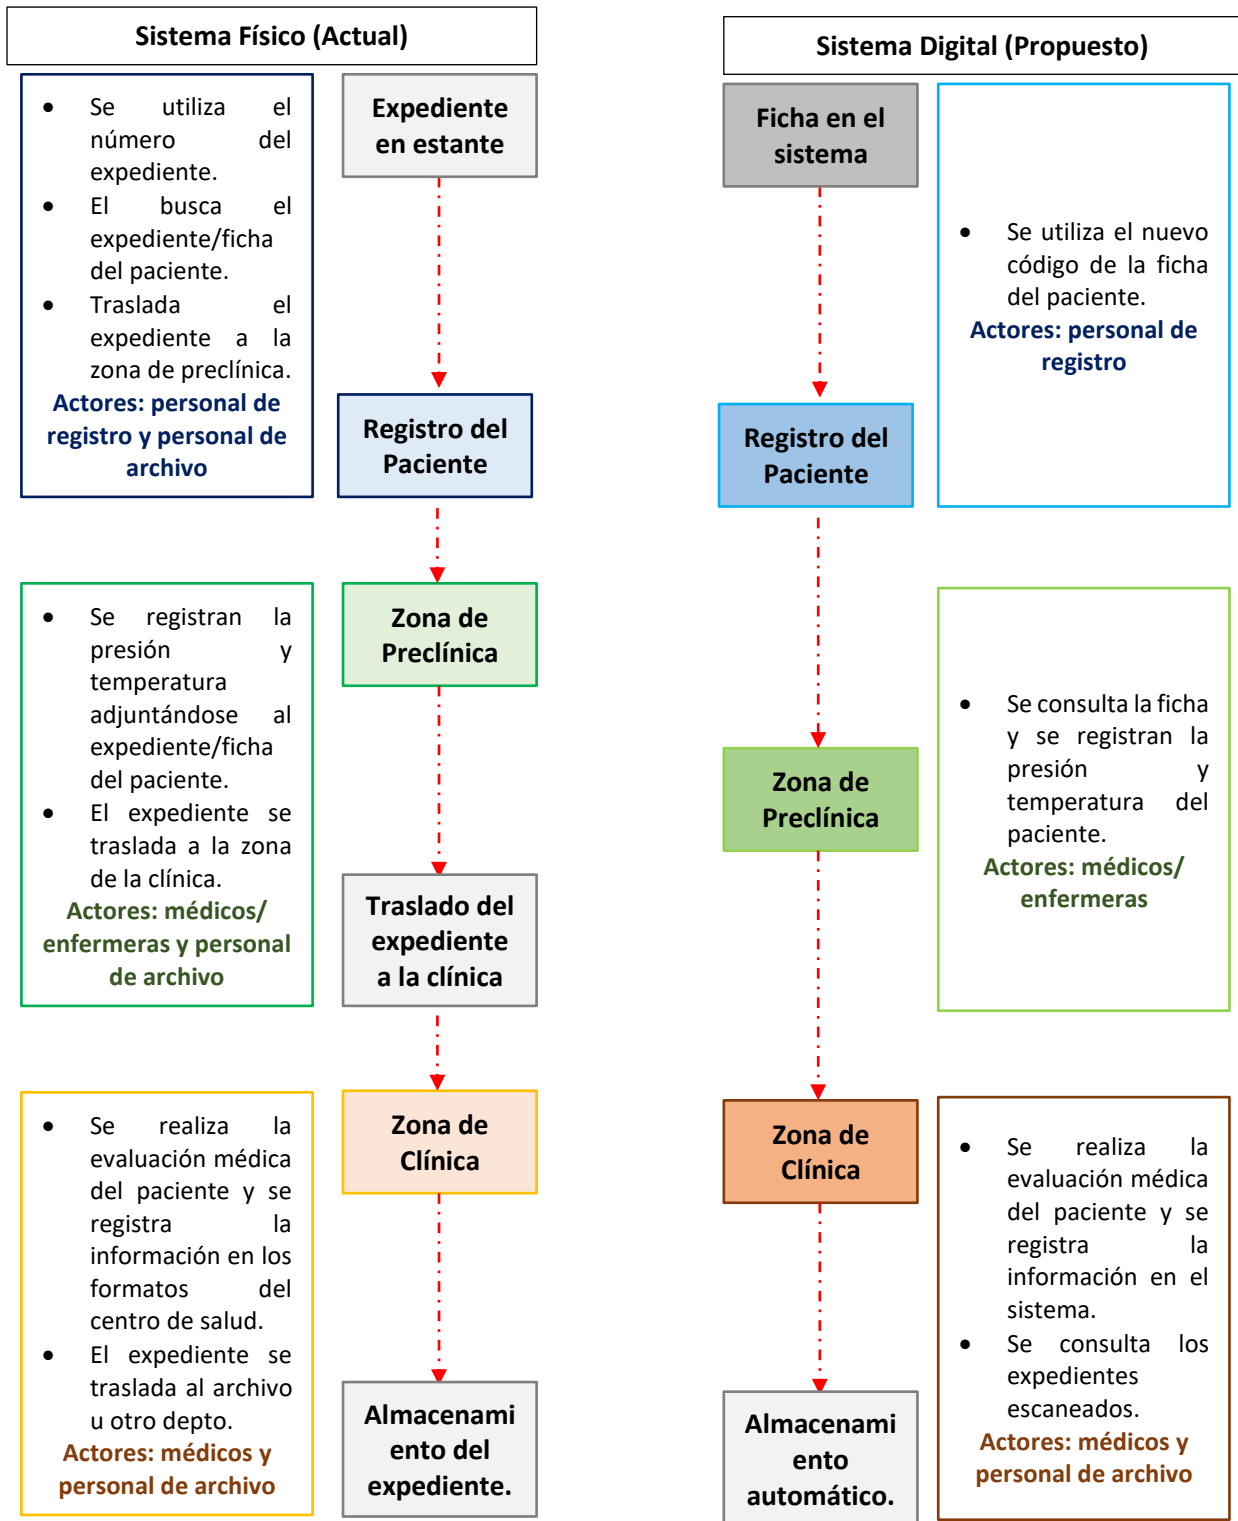 Sistema Físico (Actual)
• Se utiliza el
número del
expediente.
• El busca el
expediente/ficha
del paciente.
• Traslada el
expediente a la
zona de preclínica.
Actores: personal de
registro y personal de
archivo
Expediente
en estante
Registro del
Paciente
• Se registran la
presión y
temperatura
adjuntándose al
expediente/ficha
del paciente.
• El expediente se
traslada a la zona
de la clínica.
Actores: médicos/
enfermeras y personal
de archivo
Zona de
Preclínica
Traslado del
expediente
a la clínica
• Se realiza la
evaluación médica
del paciente y se
registra la
información en los
formatos del
centro de salud.
• El expediente se
traslada al archivo
u otro depto.
Actores: médicos y
personal de archivo
Zona de
Clínica
Almacenami
ento del
expediente.
Sistema Digital (Propuesto)
Ficha en el
sistema
• Se utiliza el nuevo
código de la ficha
del paciente.
Actores: personal de
registro
Registro del
Paciente
Zona de
Preclínica
• Se consulta la ficha
y se registran la
presión y
temperatura del
paciente.
Actores: médicos/
enfermeras
Zona de
Clínica
• Se realiza la
evaluación médica
del paciente y se
registra la
información en el
sistema.
• Se consulta los
expedientes
escaneados.
Actores: médicos y
personal de archivo
Almacenami
ento
automático.